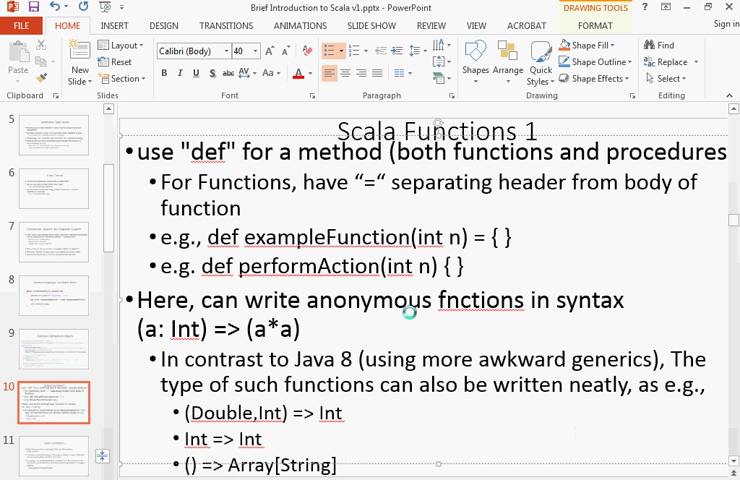 Brief Introduction to Scala v1.pptx - PowerPoint
DRAWING TOOLS
FILE HOME INSERT DESIGN TRANSITIONS ANIMATIONS SLIDE SHOW REVIEW VIEW ACROBAT FORMAT Sign in
Paste
Clipboard
New Slide
Layout
Reset
Section
Slides
Calibri (Body) 40
Font
Paragraph
Shapes
Arrange
Quick Styles
Shape Fill
Shape Outline
Shape Effects
Drawing
Find
Replace
Select
Editing
5
6
7
8
9
10
11
Scala Functions 1
•use "def" for a method (both functions and procedures
•For Functions, have “=“ separating header from body of
function
•e.g., def exampleFunction(int n) = { }
•e.g. def performAction(int n) { }
•Here, can write anonymous fnctions in syntax
(a: Int) => (a*a)
•In contrast to Java 8 (using more awkward generics), The
type of such functions can also be written neatly, as e.g.,
•(Double,Int) => Int
•Int => Int
•() => Array[String]